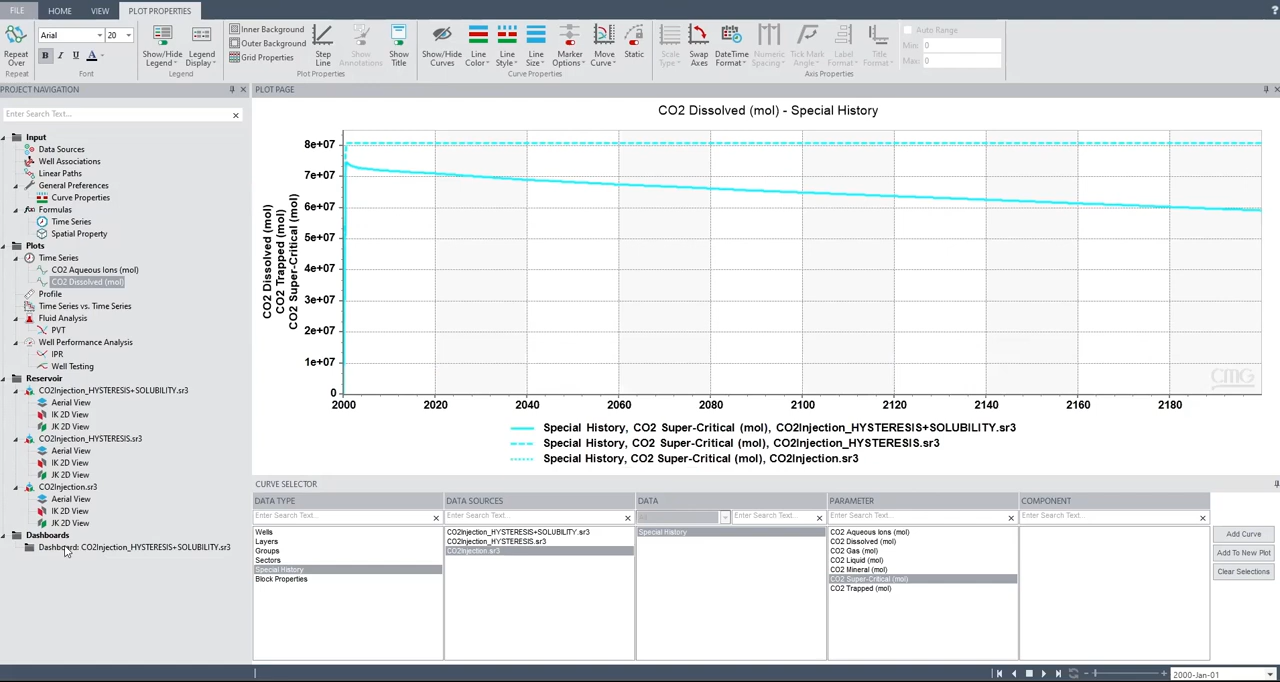 FILE HOME VIEW PLOT PROPERTIES
Repeat Over
Repeat
Arial 20
B I U A
Font
Show/Hide Legend
Legend Display
Legend
Inner Background
Outer Background
Grid Properties
Step Line
Show Annotations
Show Title
Plot Properties
Show/Hide Curves
Line Color
Line Style
Line Size
Marker Options
Move Curve
Static
Curve Properties
Scale Type
Swap Axes
DateTime Format
Numeric Spacing
Tick Mark Angle
Label Format
Title Format
Auto Range
Min: 0
Max: 0
Axis Properties
PROJECT NAVIGATION
Enter Search Text...
Input
Data Sources
Well Associations
Linear Paths
General Preferences
Curve Properties
Formulas
Time Series
Spatial Property
Plots
Time Series
CO2 Aqueous Ions (mol)
CO2 Dissolved (mol)
Profile
Time Series vs. Time Series
Fluid Analysis
PVT
Well Performance Analysis
IPR
Well Testing
Reservoir
CO2Injection_HYSTERESIS+SOLUBILITY.sr3
Aerial View
IK 2D View
JK 2D View
CO2Injection_HYSTERESIS.sr3
Aerial View
IK 2D View
JK 2D View
CO2Injection.sr3
Aerial View
IK 2D View
JK 2D View
Dashboards
Dashboard: CO2Injection_HYSTERESIS+SOLUBILITY.sr3
PLOT PAGE
CO2 Dissolved (mol) - Special History
CO2 Dissolved (mol)
CO2 Trapped (mol)
CO2 Super-Critical (mol)
8e+07
7e+07
6e+07
5e+07
4e+07
3e+07
2e+07
1e+07
0
2000 2020 2040 2060 2080 2100 2120 2140 2160 2180
CMG
Special History, CO2 Super-Critical (mol), CO2Injection_HYSTERESIS+SOLUBILITY.sr3
Special History, CO2 Super-Critical (mol), CO2Injection_HYSTERESIS.sr3
Special History, CO2 Super-Critical (mol), CO2Injection.sr3
CURVE SELECTOR
DATA TYPE DATA SOURCES DATA PARAMETER COMPONENT
Enter Search Text... Enter Search Text... All Enter Search Text... Enter Search Text... Enter Search Text...
Wells
Layers
Groups
Sectors
Special History
Block Properties
CO2Injection_HYSTERESIS+SOLUBILITY.sr3
CO2Injection_HYSTERESIS.sr3
CO2Injection.sr3
Special History
CO2 Aqueous Ions (mol)
CO2 Dissolved (mol)
CO2 Gas (mol)
CO2 Liquid (mol)
CO2 Mineral (mol)
CO2 Super-Critical (mol)
CO2 Trapped (mol)
Add Curve
Add To New Plot
Clear Selections
2000-Jan-01